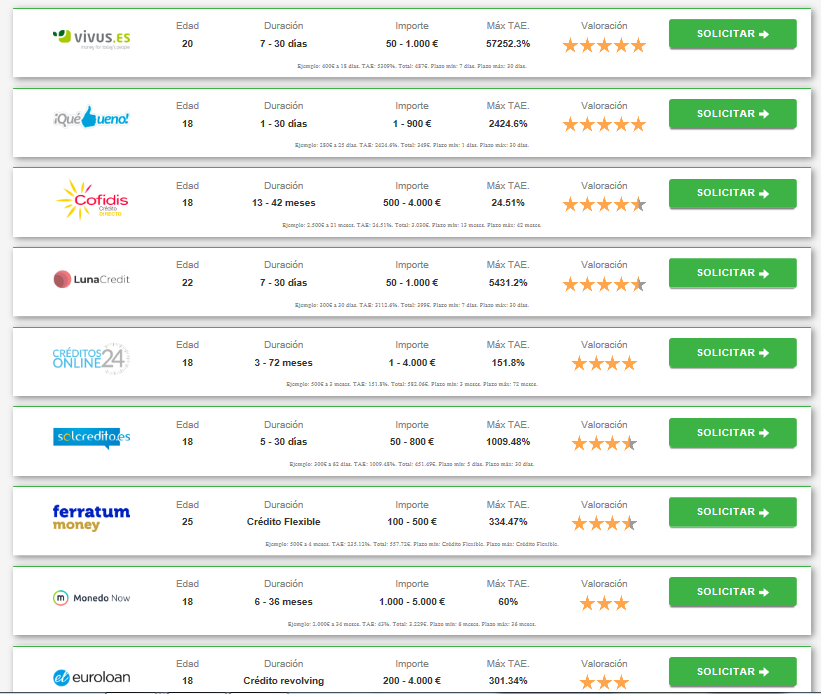 vivus.es
money for today's people
Edad Duración Importe Máx TAE. Valoración
20 7 - 30 días 50 - 1.000 € 57252.3%
SOLICITAR
Ejemplo: 400€ a 18 días. TAE: 5309%. Total: 487€. Plazo mín: 7 días. Plazo máx: 30 días.
¡Qué ueno!
Edad Duración Importe Máx TAE. Valoración
18 1 - 30 días 1 - 900 € 2424.6%
SOLICITAR
Ejemplo: 280€ a 25 días. TAE: 2424.6%. Total: 349€. Plazo mín: 1 días. Plazo máx: 30 días.
Cofidis
Crédito
DIRECTO
Edad Duración Importe Máx TAE. Valoración
18 13 - 42 meses 500 - 4.000 € 24.51%
SOLICITAR
Ejemplo: 2.500€ a 21 meses. TAE: 24.51%. Total: 3.030€. Plazo mín: 13 meses. Plazo máx: 42 meses.
LunaCredit
Edad Duración Importe Máx TAE. Valoración
22 7 - 30 días 50 - 1.000 € 5431.2%
SOLICITAR
Ejemplo: 300€ a 30 días. TAE: 3112.6%. Total: 399€. Plazo mín: 7 días. Plazo máx: 30 días.
CRÉDITOS
ONLINE24
Edad Duración Importe Máx TAE. Valoración
18 3 - 72 meses 1 - 4.000 € 151.8%
SOLICITAR
Ejemplo: 500€ a 3 meses. TAE: 151.8%. Total: 582.06€. Plazo mín: 3 meses. Plazo máx: 72 meses.
solcredito.es
Edad Duración Importe Máx TAE. Valoración
18 5 - 30 días 50 - 800 € 1009.48%
SOLICITAR
Ejemplo: 300€ a 62 días. TAE: 1009.48%. Total: 451.49€. Plazo mín: 5 días. Plazo máx: 30 días.
ferratum
money
Edad Duración Importe Máx TAE. Valoración
25 Crédito Flexible 100 - 500 € 334.47%
SOLICITAR
Ejemplo: 500€ a 4 meses. TAE: 235.12%. Total: 557.72€. Plazo mín: Crédito Flexible. Plazo máx: Crédito Flexible.
m Monedo Now
Edad Duración Importe Máx TAE. Valoración
18 6 - 36 meses 1.000 - 5.000 € 60%
SOLICITAR
Ejemplo: 2.000€ a 36 meses. TAE: 43%. Total: 3.229€. Plazo mín: 6 meses. Plazo máx: 36 meses.
el euroloan
Edad Duración Importe Máx TAE. Valoración
18 Crédito revolving 200 - 4.000 € 301.34%
SOLICITAR